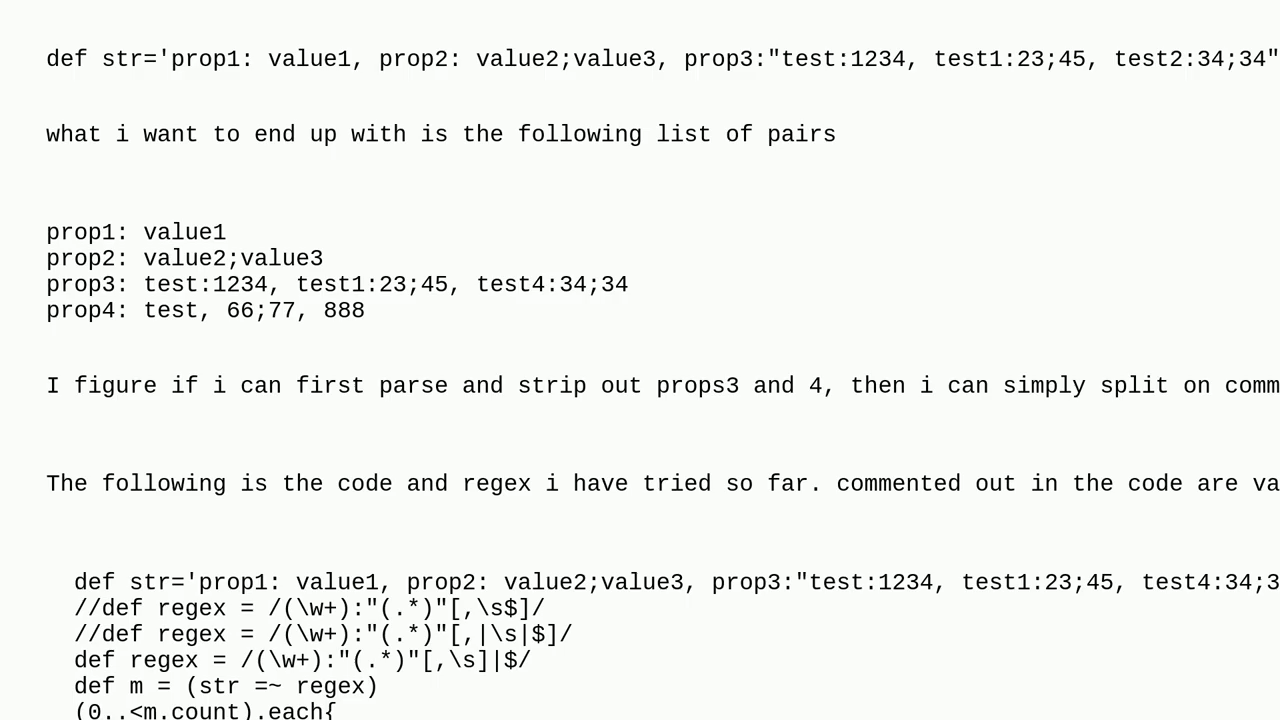 def str='prop1: value1, prop2: value2;value3, prop3:"test:1234, test1:23;45, test2:34;34"
what i want to end up with is the following list of pairs
prop1: value1
prop2: value2;value3
prop3: test:1234, test1:23;45, test4:34;34
prop4: test, 66;77, 888
I figure if i can first parse and strip out props3 and 4, then i can simply split on comm
The following is the code and regex i have tried so far. commented out in the code are va
def str='prop1: value1, prop2: value2;value3, prop3:"test:1234, test1:23;45, test4:34;3
//def regex = /(\w+):"(.*)"[,\s$]/
//def regex = /(\w+):"(.*)"[,|\s|$]/
def regex = /(\w+):"(.*)"[,\s]|$/
def m = (str =~ regex)
(0..<m.count).each{